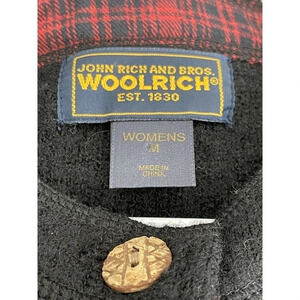 JOHN RICH AND BROS.
WOOLRICH®
EST. 1830
WOMENS
M
MADE IN
CHINA